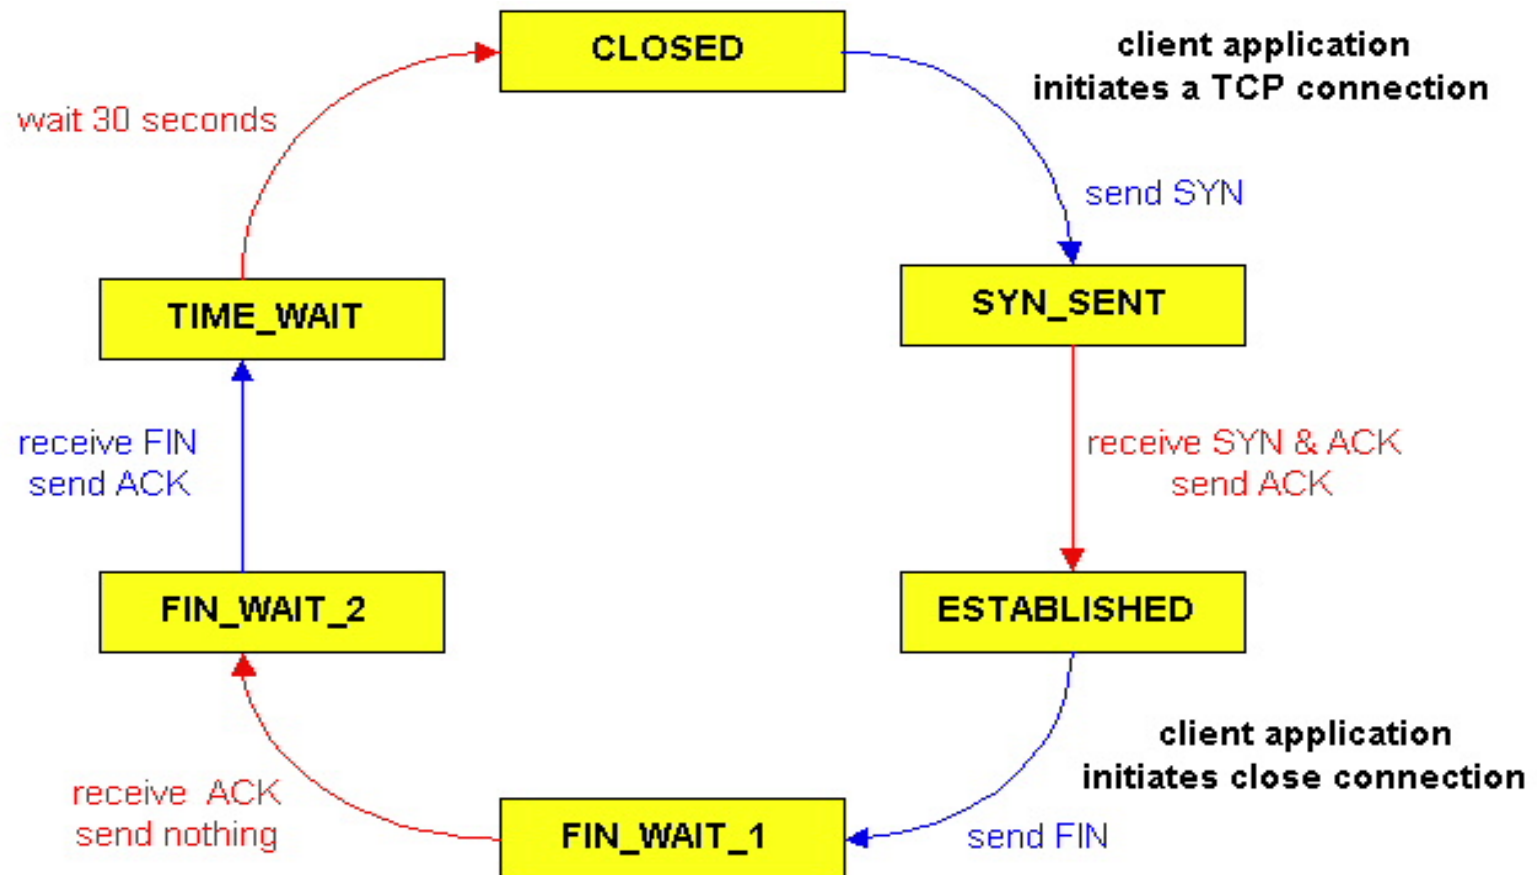 CLOSED
client application
initiates a TCP connection
wait 30 seconds
send SYN
TIME_WAIT
SYN_SENT
receive FIN
send ACK
receive SYN & ACK
send ACK
FIN_WAIT_2
ESTABLISHED
client application
initiates close connection
receive ACK
send nothing
FIN_WAIT_1
send FIN